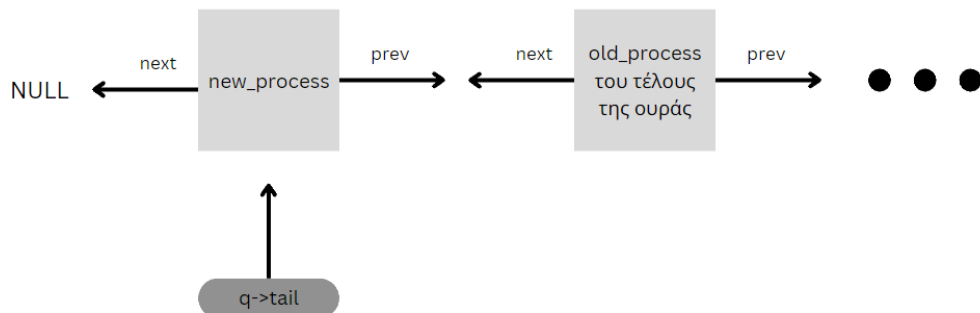 NULL
next
new_process
prev
next
old_process
του τέλους
της ουράς
prev
q->tail